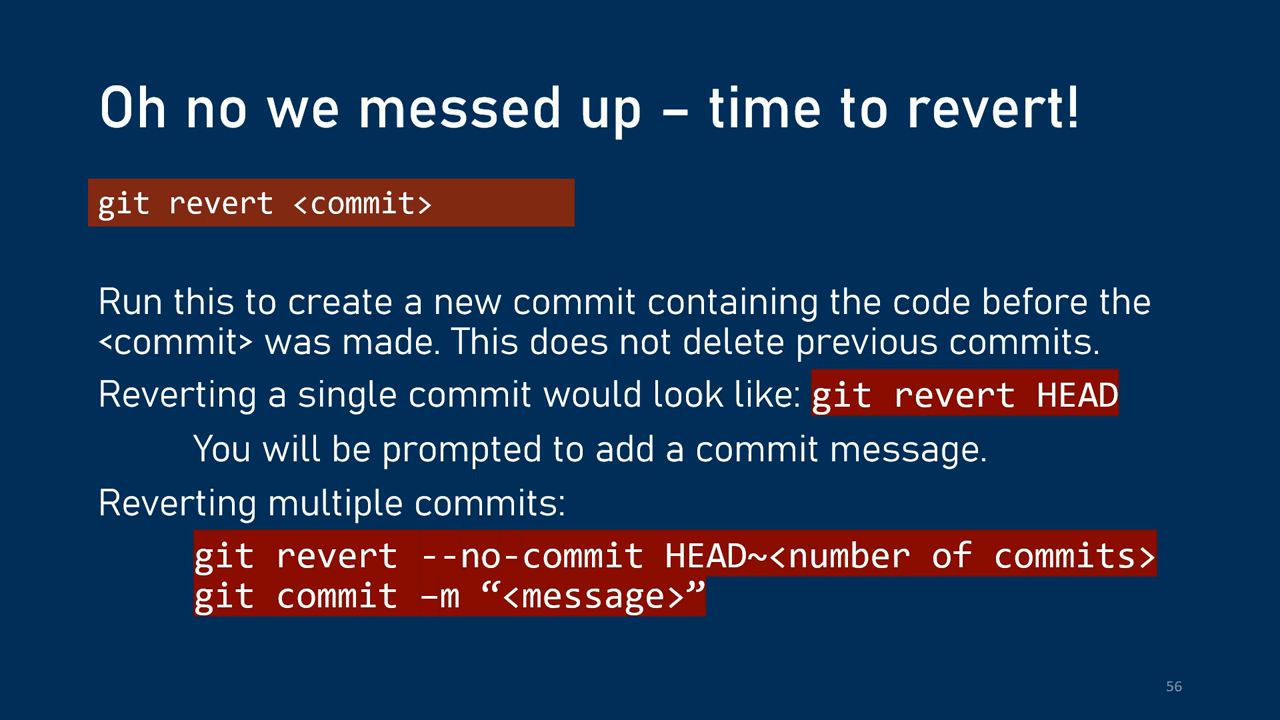 Oh no we messed up – time to revert!
git revert <commit>
Run this to create a new commit containing the code before the
<commit> was made. This does not delete previous commits.
Reverting a single commit would look like: git revert HEAD
You will be prompted to add a commit message.
Reverting multiple commits:
git revert --no-commit HEAD~<number of commits>
git commit –m “<message>”
56